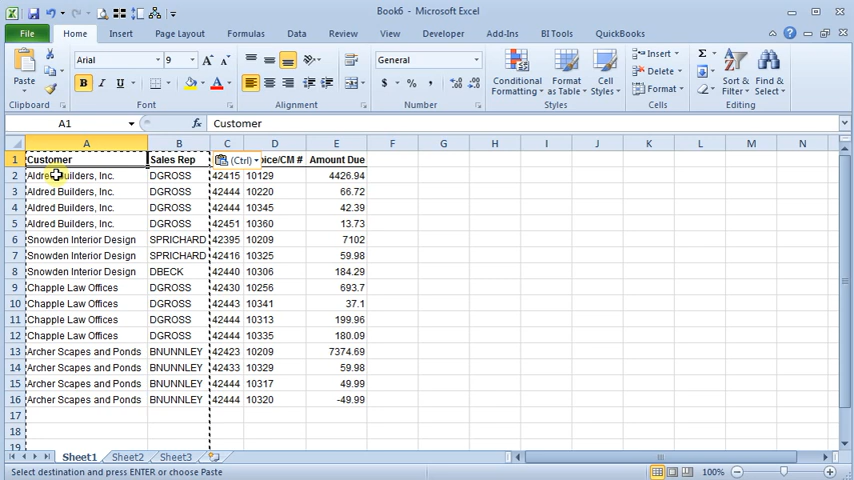 Book6 - Microsoft Excel
File Home Insert Page Layout Formulas Data Review View Developer Add-Ins BI Tools QuickBooks
Arial 9 General Insert Delete Format
Paste B I U A $ % , Conditional Formatting Format as Table Cell Styles Sort & Filter Find & Select
Clipboard Font Alignment Number Styles Cells Editing
A1 fx Customer
A B C D E F G H I J K L M N
1 Customer Sales Rep (Ctrl) oice/CM # Amount Due
2 Aldred Builders, Inc. DGROSS 42415 10129 4426.94
3 Aldred Builders, Inc. DGROSS 42444 10220 66.72
4 Aldred Builders, Inc. DGROSS 42444 10345 42.39
5 Aldred Builders, Inc. DGROSS 42451 10360 13.73
6 Snowden Interior Design SPRICHARD 42395 10209 7102
7 Snowden Interior Design SPRICHARD 42416 10325 59.98
8 Snowden Interior Design DBECK 42440 10306 184.29
9 Chapple Law Offices DGROSS 42430 10256 693.7
10 Chapple Law Offices DGROSS 42443 10341 37.1
11 Chapple Law Offices DGROSS 42444 10313 199.96
12 Chapple Law Offices DGROSS 42444 10335 180.09
13 Archer Scapes and Ponds BNUNNLEY 42423 10209 7374.69
14 Archer Scapes and Ponds BNUNNLEY 42433 10329 59.98
15 Archer Scapes and Ponds BNUNNLEY 42444 10317 49.99
16 Archer Scapes and Ponds BNUNNLEY 42444 10320 -49.99
17
18
19
Sheet1 Sheet2 Sheet3
Select destination and press ENTER or choose Paste 100%